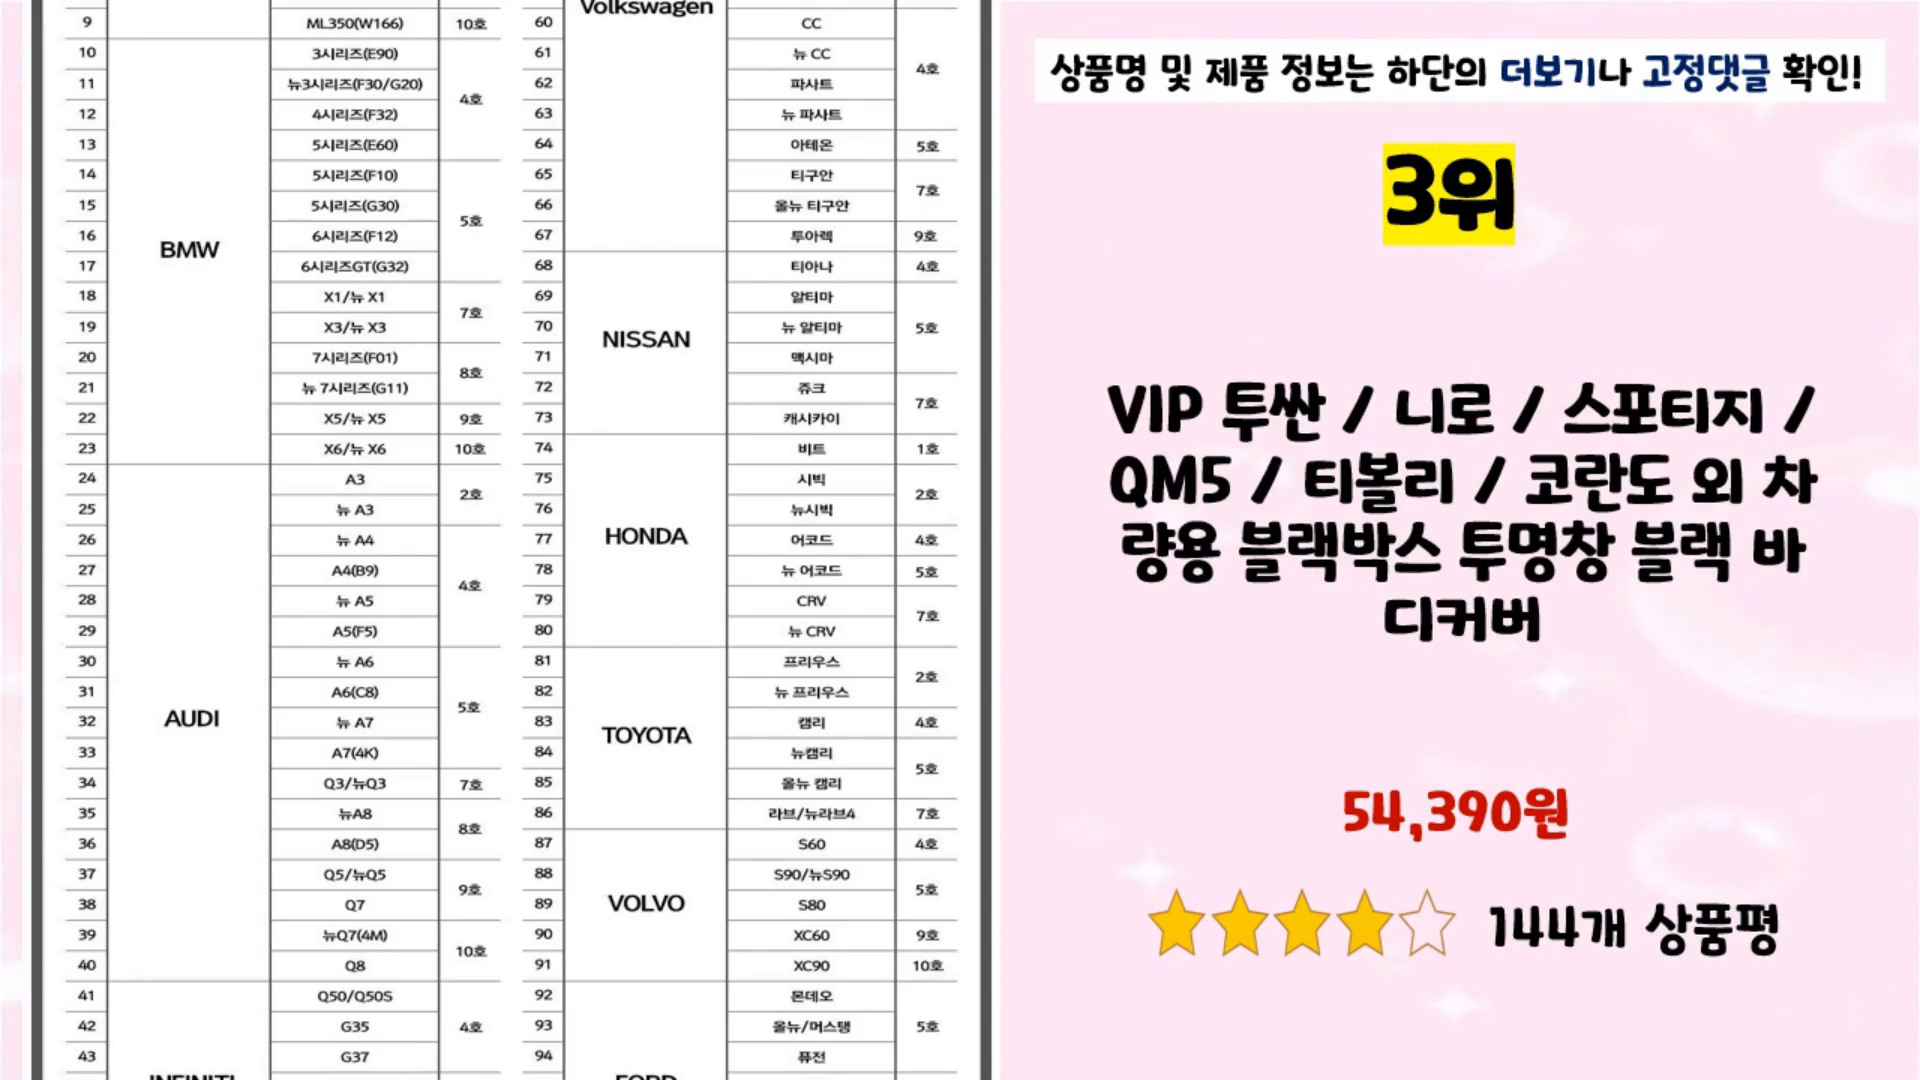 9 ML350(W166) 10호
10 3시리즈(E90)
11 뉴3시리즈(F30/G20) 4호
12 4시리즈(F32)
13 5시리즈(E60)
14 5시리즈(F10)
15 5시리즈(G30) 5호
16 BMW 6시리즈(F12)
17 6시리즈GT(G32)
18 X1/뉴 X1 7호
19 X3/뉴 X3
20 7시리즈(F01) 8호
21 뉴 7시리즈(G11)
22 X5/뉴 X5 9호
23 X6/뉴 X6 10호
24 A3 2호
25 뉴 A3
26 뉴 A4
27 A4(B9) 4호
28 뉴 A5
29 A5(F5)
30 뉴 A6
31 A6(C8) 5호
32 AUDI 뉴 A7
33 A7(4K)
34 Q3/뉴Q3 7호
35 뉴A8 8호
36 A8(D5)
37 Q5/뉴Q5 9호
38 Q7
39 뉴Q7(4M) 10호
40 Q8
41 Q50/Q50S
42 G35 4호
43 G37
INFINITI
Volkswagen
60 CC
61 뉴 CC 4호
62 파사트
63 뉴 파사트
64 아테온 5호
65 티구안 7호
66 올뉴 티구안
67 투아렉 9호
68 티아나 4호
69 알티마
70 NISSAN 뉴 알티마 5호
71 맥시마
72 쥬크 7호
73 캐시카이
74 비트 1호
75 시빅 2호
76 뉴시빅
77 HONDA 어코드 4호
78 뉴 어코드 5호
79 CRV 7호
80 뉴 CRV
81 프리우스 2호
82 뉴 프리우스
83 TOYOTA 캠리 4호
84 뉴캠리 5호
85 올뉴 캠리
86 라브/뉴라브4 7호
87 S60 4호
88 S90/뉴S90 5호
89 VOLVO S80
90 XC60 9호
91 XC90 10호
92 몬데오
93 올뉴/머스탱 5호
94 퓨전
FORD
상품명 및 제품 정보는 하단의 더보기나 고정댓글 확인!
3위
VIP 투싼 / 니로 / 스포티지 /
QM5 / 티볼리 / 코란도 외 차
량용 블랙박스 투명창 블랙 바
디커버
54,390원
144개 상품평